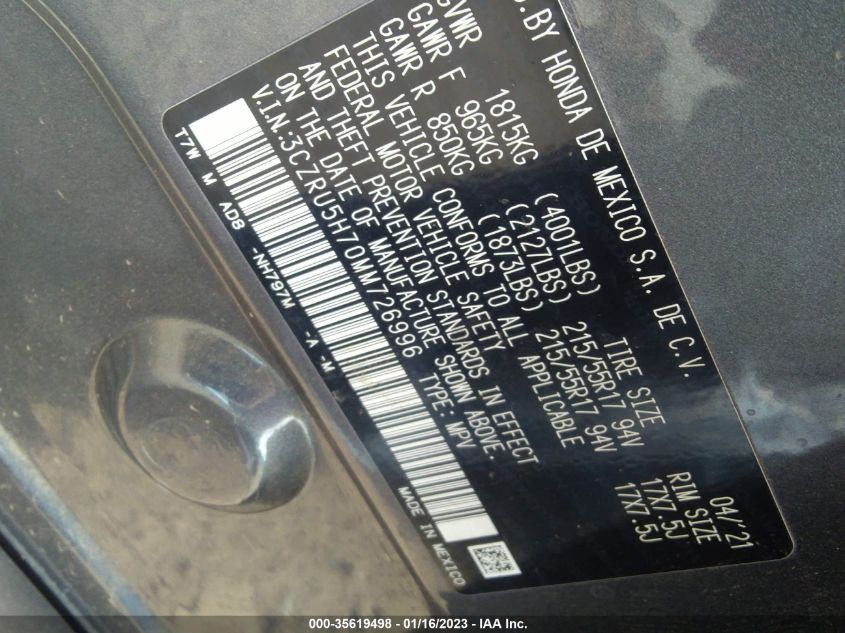 .BY HONDA DE MEXICO S.A. DE C.V. 04/'21
GVWR 1815KG (4001LBS) TIRE SIZE RIM SIZE
GAWR F 965KG (2127LBS) 215/55R17 94V 17X7.5J
GAWR R 850KG (1873LBS) 215/55R17 94V 17X7.5J
THIS VEHICLE CONFORMS TO ALL APPLICABLE
FEDERAL MOTOR VEHICLE SAFETY
AND THEFT PREVENTION STANDARDS IN EFFECT
ON THE DATE OF MANUFACTURE SHOWN ABOVE
V.I.N.:3CZRU5H70MM726996 TYPE: MPV
T7W M AD8 -NH797M -A -M MADE IN MEXICO
000-35619498 - 01/16/2023 - IAA Inc.